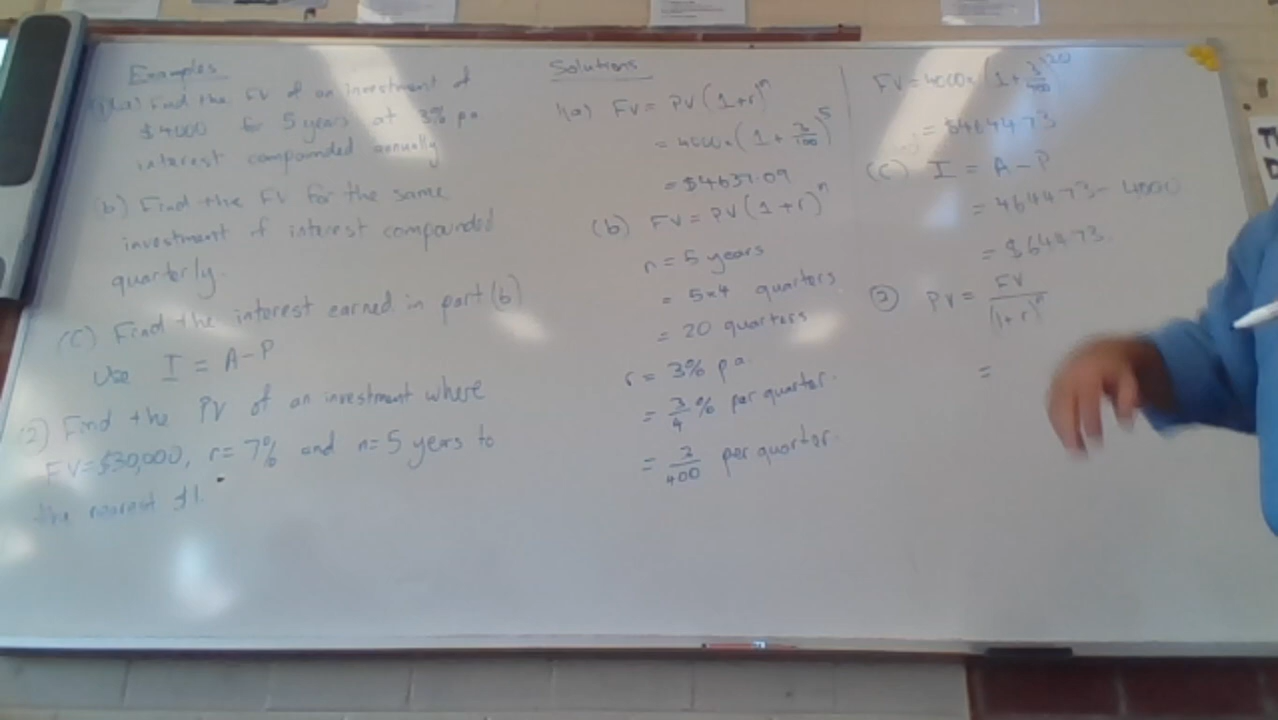 Examples
1)(a) Find the FV of an investment of
$4000 for 5 years at 3% pa
interest compounded annually
b) Find the FV for the same
investment if interest compounded
quarterly.
(c) Find the interest earned in part (b)
Use I = A-P
(2) Find the PV of an investment where
FV=$30,000, r=7% and n=5 years to
the nearest $1.
Solutions
1(a) FV = PV(1+r)^n
= 4000×(1+3/100)^5
= $4637.09
(b) FV = PV(1+r)^n
n = 5 years
= 5×4 quarters
= 20 quarters
r = 3% pa.
= 3/4 % per quarter.
= 3/400 per quarter.
FV = 4000×(1+3/400)^20
= $4644.73
(c) I = A-P
= 4644.73 - 4000
= $644.73.
(2) PV = FV/(1+r)^n
=